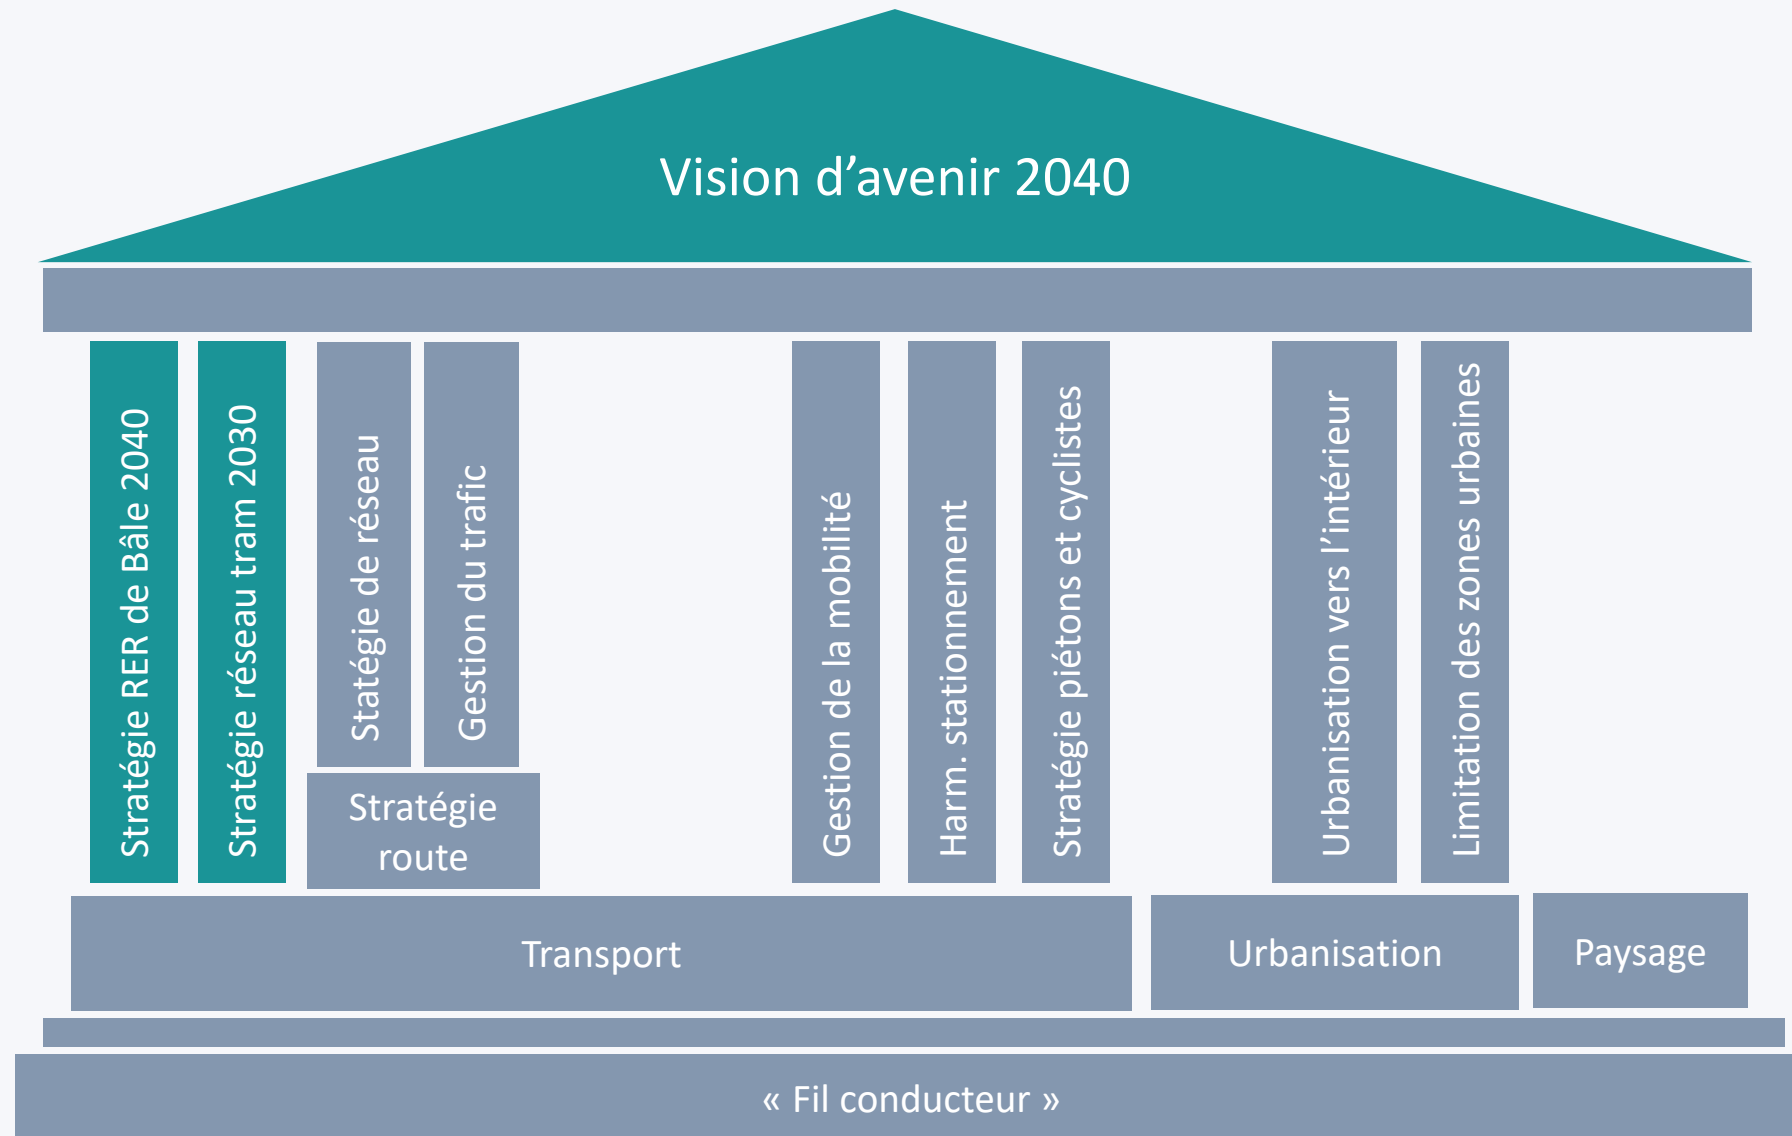 Vision d’avenir 2040
Stratégie RER de Bâle 2040
Stratégie réseau tram 2030
Statégie de réseau
Gestion du trafic
Stratégie
route
Gestion de la mobilité
Harm. stationnement
Stratégie piétons et cyclistes
Urbanisation vers l’intérieur
Limitation des zones urbaines
Transport
Urbanisation
Paysage
« Fil conducteur »